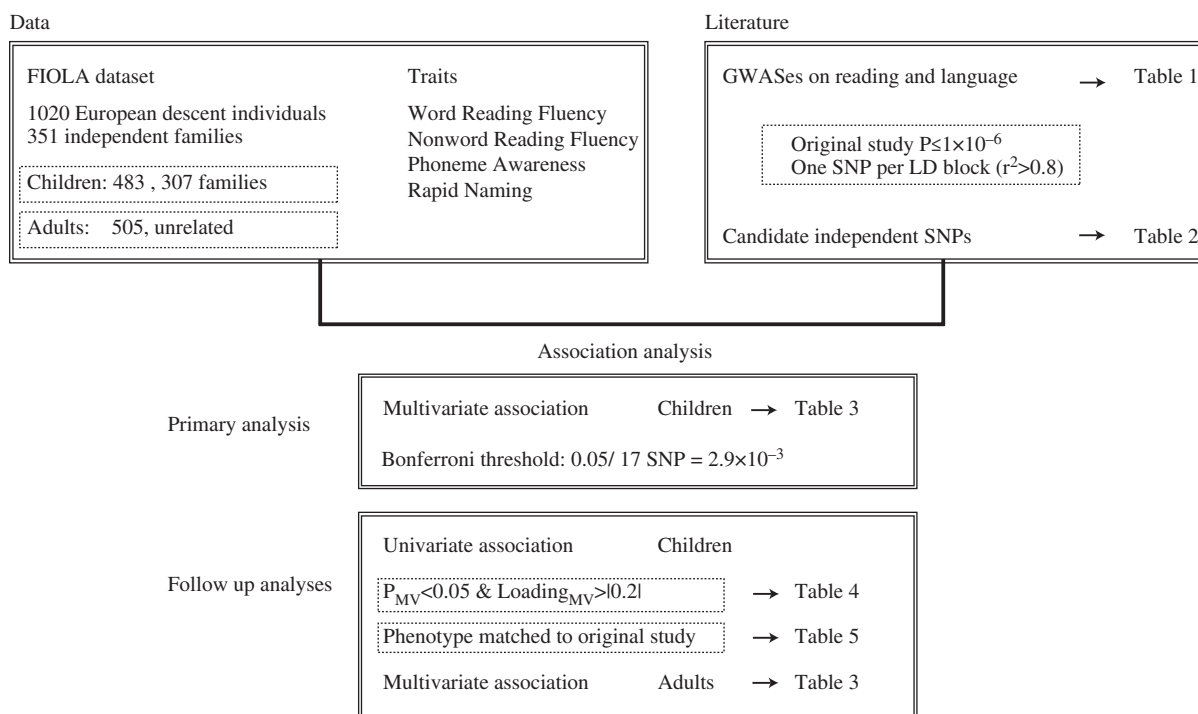 Data
FIOLA dataset
1020 European descent individuals
351 independent families
Children: 483 , 307 families
Adults: 505, unrelated
Traits
Word Reading Fluency
Nonword Reading Fluency
Phoneme Awareness
Rapid Naming
Literature
GWASes on reading and language → Table 1
Original study P≤1×10⁻⁶
One SNP per LD block (r²>0.8)
Candidate independent SNPs → Table 2
Association analysis
Primary analysis
Multivariate association Children → Table 3
Bonferroni threshold: 0.05/ 17 SNP = 2.9×10⁻³
Follow up analyses
Univariate association Children
P_MV<0.05 & Loading_MV>|0.2| → Table 4
Phenotype matched to original study → Table 5
Multivariate association Adults → Table 3